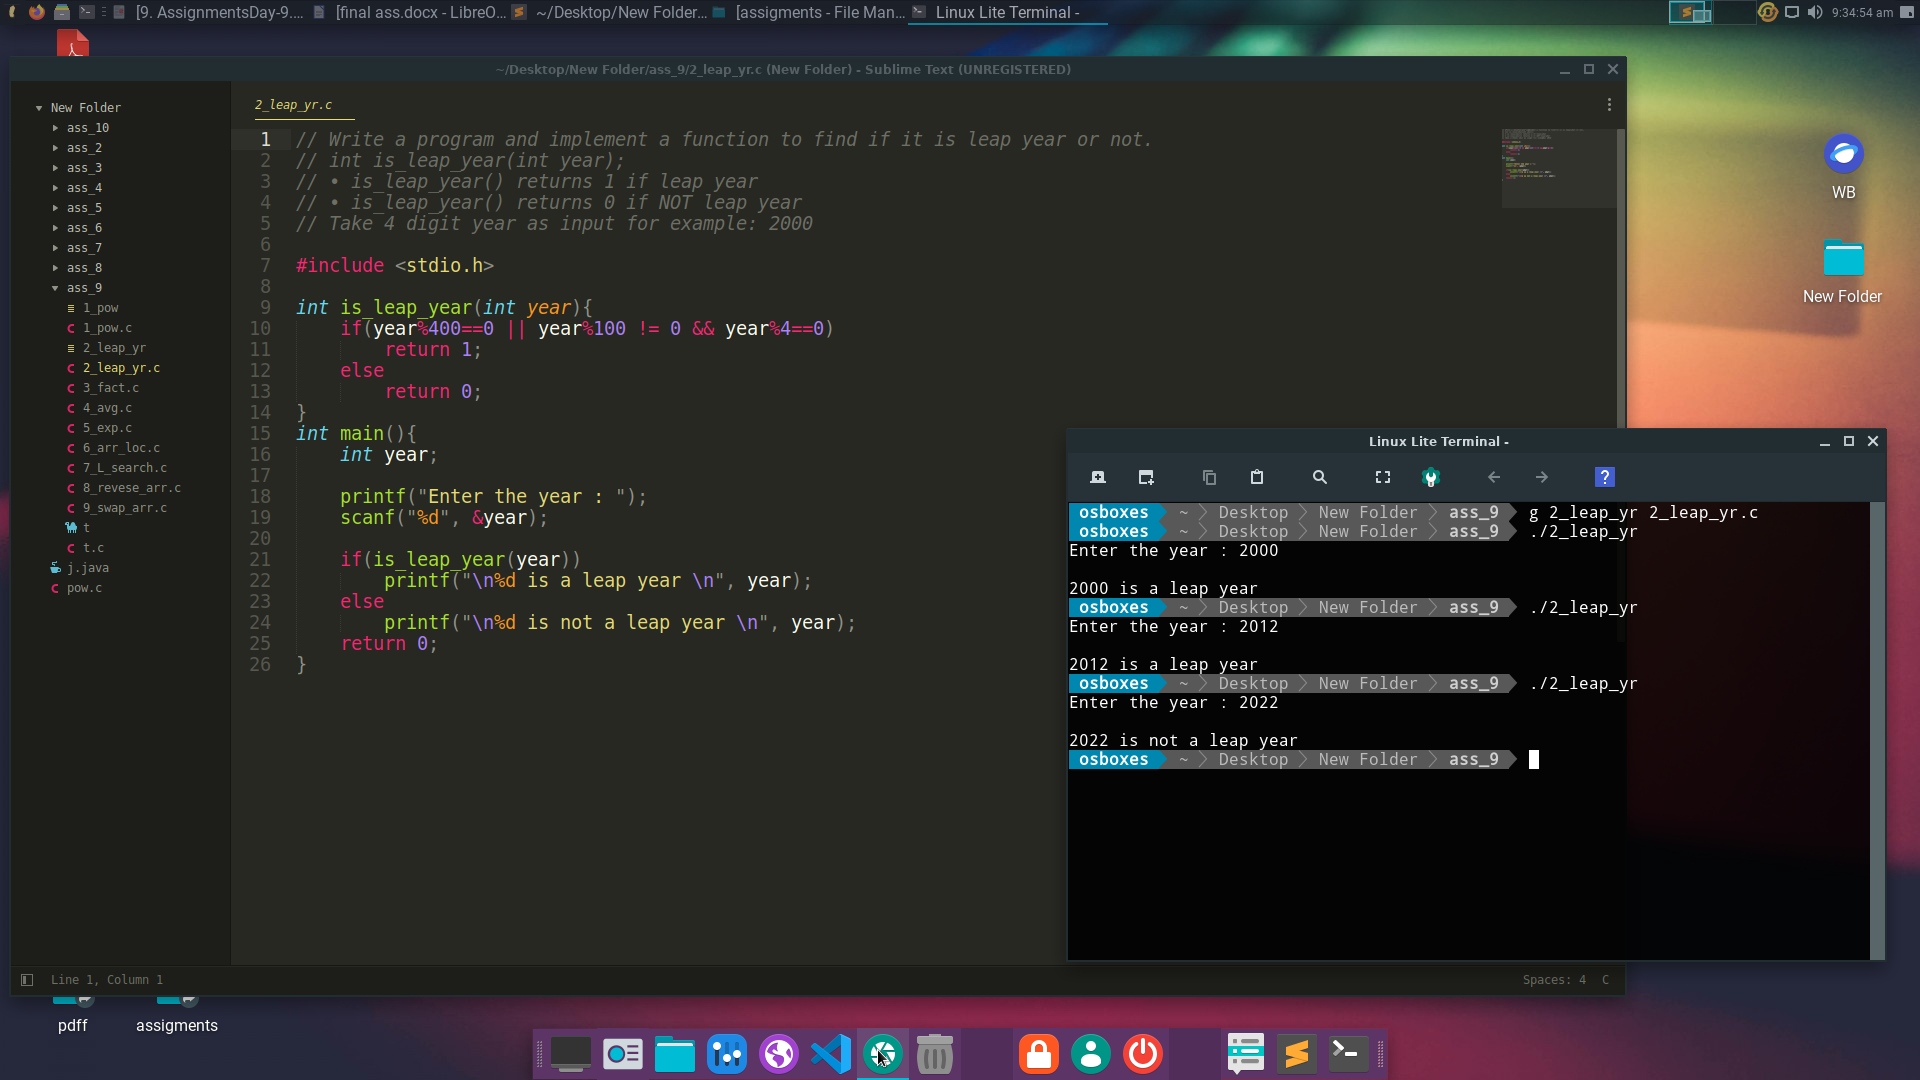 [9. AssignmentsDay-9....
[final ass.docx - LibreO...
~/Desktop/New Folder...
[assigments - File Man...
Linux Lite Terminal -
9:34:54 am
~/Desktop/New Folder/ass_9/2_leap_yr.c (New Folder) - Sublime Text (UNREGISTERED)
New Folder
ass_10
ass_2
ass_3
ass_4
ass_5
ass_6
ass_7
ass_8
ass_9
1_pow
1_pow.c
2_leap_yr
2_leap_yr.c
3_fact.c
4_avg.c
5_exp.c
6_arr_loc.c
7_L_search.c
8_revese_arr.c
9_swap_arr.c
t
t.c
j.java
pow.c
2_leap_yr.c
1 // Write a program and implement a function to find if it is leap year or not.
2 // int is_leap_year(int year);
3 // • is_leap_year() returns 1 if leap year
4 // • is_leap_year() returns 0 if NOT leap year
5 // Take 4 digit year as input for example: 2000
6
7 #include <stdio.h>
8
9 int is_leap_year(int year){
10 if(year%400==0 || year%100 != 0 && year%4==0)
11 return 1;
12 else
13 return 0;
14 }
15 int main(){
16 int year;
17
18 printf("Enter the year : ");
19 scanf("%d", &year);
20
21 if(is_leap_year(year))
22 printf("\n%d is a leap year \n", year);
23 else
24 printf("\n%d is not a leap year \n", year);
25 return 0;
26 }
Line 1, Column 1
Spaces: 4 C
Linux Lite Terminal -
?
osboxes ~ Desktop New Folder ass_9 g 2_leap_yr 2_leap_yr.c
osboxes ~ Desktop New Folder ass_9 ./2_leap_yr
Enter the year : 2000
2000 is a leap year
osboxes ~ Desktop New Folder ass_9 ./2_leap_yr
Enter the year : 2012
2012 is a leap year
osboxes ~ Desktop New Folder ass_9 ./2_leap_yr
Enter the year : 2022
2022 is not a leap year
osboxes ~ Desktop New Folder ass_9
WB
New Folder
pdff
assigments